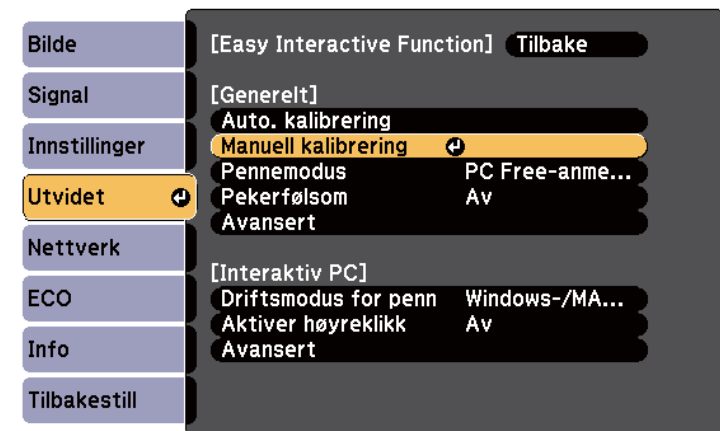 Bilde
Signal
Innstillinger
Utvidet
Nettverk
ECO
Info
Tilbakestill
[Easy Interactive Function] Tilbake
[Generelt]
Auto. kalibrering
Manuell kalibrering
Pennemodus PC Free-anme...
Pekerfølsom Av
Avansert
[Interaktiv PC]
Driftsmodus for penn Windows-/MA...
Aktiver høyreklikk Av
Avansert